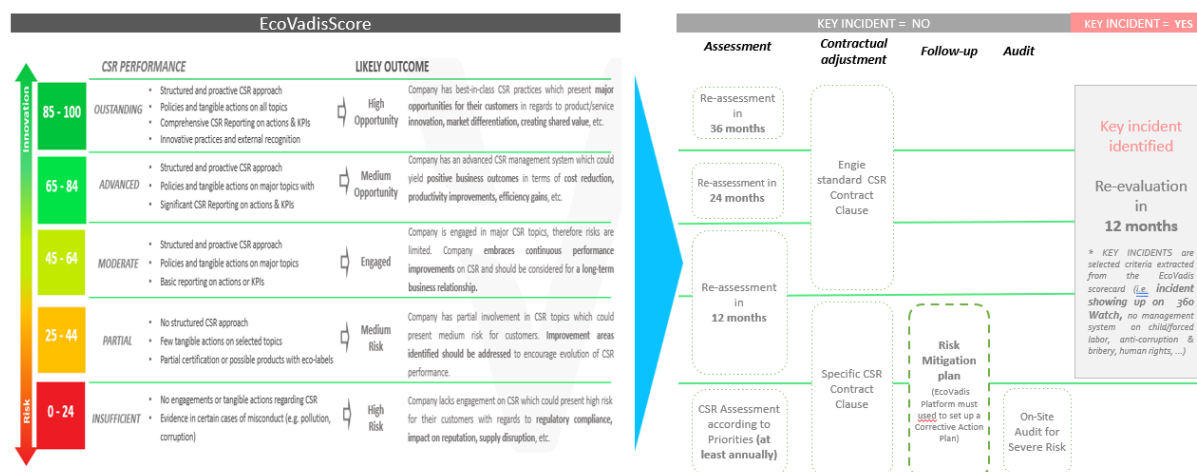 EcoVadisScore
KEY INCIDENT = NO
KEY INCIDENT = YES
CSR PERFORMANCE
LIKELY OUTCOME
Assessment
Contractual
adjustment
Follow-up
Audit
Innovation
Risk
85 - 100
OUSTANDING
• Structured and proactive CSR approach
• Policies and tangible actions on all topics
• Comprehensive CSR Reporting on actions & KPIs
• Innovative practices and external recognition
High
Opportunity
Company has best-in-class CSR practices which present major
opportunities for their customers in regards to product/service
innovation, market differentiation, creating shared value, etc.
65 - 84
ADVANCED
• Structured and proactive CSR approach
• Policies and tangible actions on major topics with
• Significant CSR Reporting on actions & KPIs
Medium
Opportunity
Company has an advanced CSR management system which could
yield positive business outcomes in terms of cost reduction,
productivity improvements, efficiency gains, etc.
45 - 64
MODERATE
• Structured and proactive CSR approach
• Policies and tangible actions on major topics
• Basic reporting on actions or KPIs
Engaged
Company is engaged in major CSR topics, therefore risks are
limited. Company embraces continuous performance
improvements on CSR and should be considered for a long-term
business relationship.
25 - 44
PARTIAL
• No structured CSR approach
• Few tangible actions on selected topics
• Partial certification or possible products with eco-labels
Medium
Risk
Company has partial involvement in CSR topics which could
present medium risk for customers. Improvement areas
identified should be addressed to encourage evolution of CSR
performance.
0 - 24
INSUFFICIENT
• No engagements or tangible actions regarding CSR
• Evidence in certain cases of misconduct (e.g. pollution,
corruption)
High
Risk
Company lacks engagement on CSR which could present high risk
for their customers with regards to regulatory compliance,
impact on reputation, supply disruption, etc.
Re-assessment
in
36 months
Re-assessment in
24 months
Re-assessment
in
12 months
CSR Assessment
according to
Priorities (at
least annually)
Engie
standard CSR
Contract
Clause
Specific CSR
Contract
Clause
Risk
Mitigation
plan
(EcoVadis
Platform must
used to set up a
Corrective Action
Plan)
On-Site
Audit for
Severe Risk
Key incident
identified
Re-evaluation
in
12 months
* KEY INCIDENTS are
selected criteria extracted
from the EcoVadis
scorecard (i.e. incident
showing up on 360
Watch, no management
system on child/forced
labor, anti-corruption &
bribery, human rights, ...)